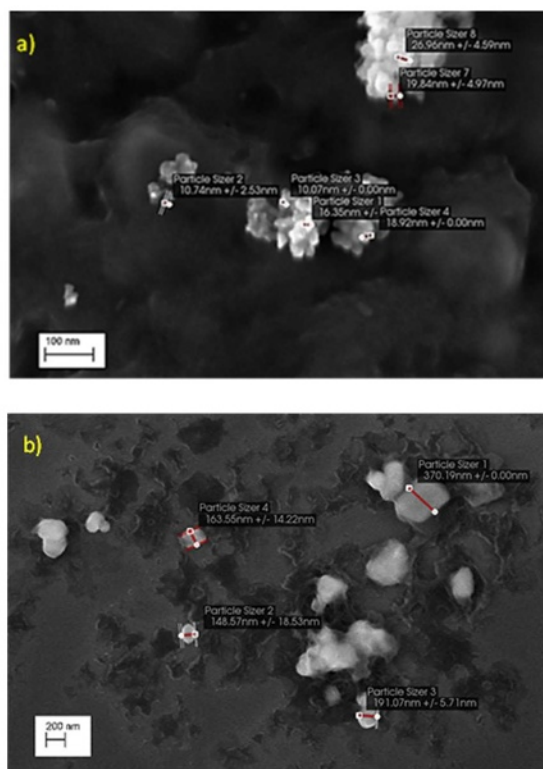 a)
Particle Sizer 8
26.96nm +/- 4.59nm
Particle Sizer 7
19.84nm +/- 4.97nm
Particle Sizer 2
10.74nm +/- 2.53nm
Particle Sizer 3
10.07nm +/- 0.00nm
Particle Sizer 1
16.35nm +/-
Particle Sizer 4
18.92nm +/- 0.00nm
100 nm
b)
Particle Sizer 1
370.19nm +/- 0.00nm
Particle Sizer 4
163.55nm +/- 14.22nm
Particle Sizer 2
148.57nm +/- 18.53nm
Particle Sizer 3
191.07nm +/- 5.71nm
200 nm